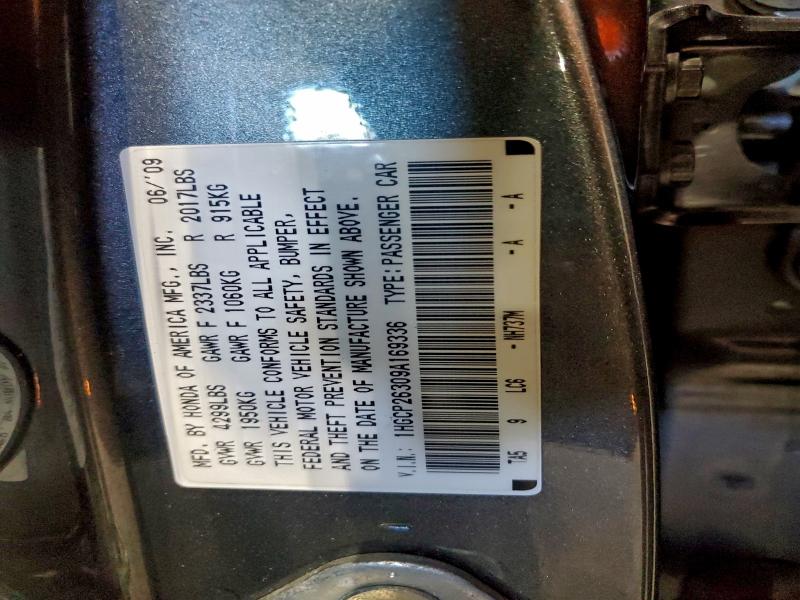 MFD. BY HONDA OF AMERICA MFG., INC. 06/'09
GVWR 4299LBS GAWR F 2337LBS R 2017LBS
GVWR 1950KG GAWR F 1060KG R 915KG
THIS VEHICLE CONFORMS TO ALL APPLICABLE
FEDERAL MOTOR VEHICLE SAFETY, BUMPER,
AND THEFT PREVENTION STANDARDS IN EFFECT
ON THE DATE OF MANUFACTURE SHOWN ABOVE.
V.I.N.: 1HGCP26309A169336 TYPE: PASSENGER CAR
TA5 9 LC6 - NH737M - A - A